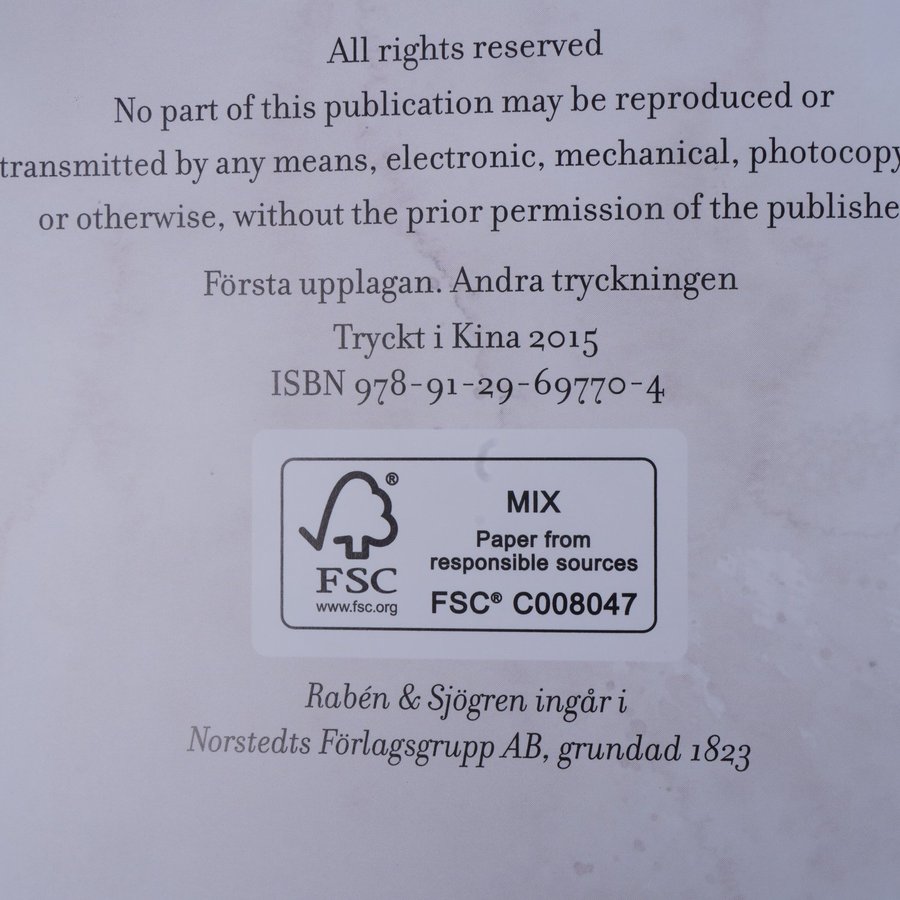 All rights reserved
No part of this publication may be reproduced or
transmitted by any means, electronic, mechanical, photocopy
or otherwise, without the prior permission of the publishe
Första upplagan. Andra tryckningen
Tryckt i Kina 2015
ISBN 978-91-29-69770-4
®
FSC
www.fsc.org
MIX
Paper from
responsible sources
FSC® C008047
Rabén & Sjögren ingår i
Norstedts Förlagsgrupp AB, grundad 1823